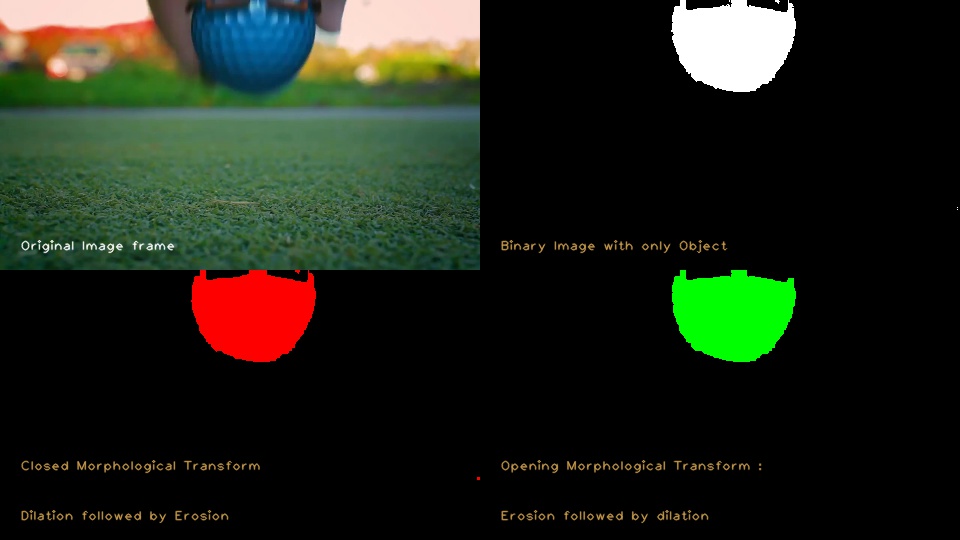 Original Image frame
Binary Image with only Object
Closed Morphological Transform
Dilation followed by Erosion
Opening Morphological Transform :
Erosion followed by dilation